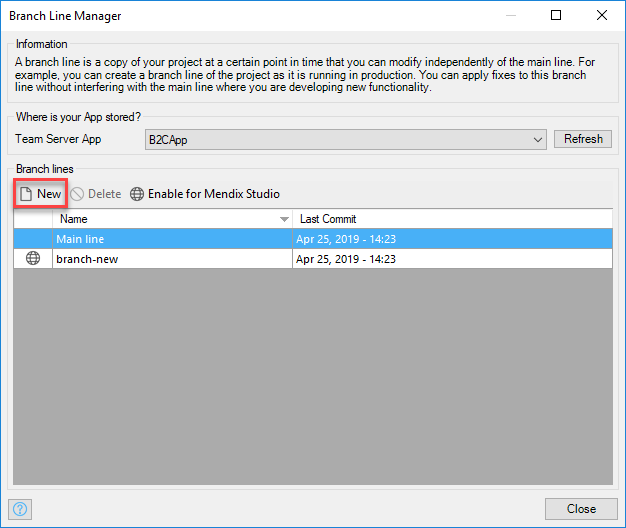 Branch Line Manager
Information
A branch line is a copy of your project at a certain point in time that you can modify independently of the main line. For
example, you can create a branch line of the project as it is running in production. You can apply fixes to this branch
line without interfering with the main line where you are developing new functionality.
Where is your App stored?
Team Server App B2CApp Refresh
Branch lines
New Delete Enable for Mendix Studio
Name Last Commit
Main line Apr 25, 2019 - 14:23
branch-new Apr 25, 2019 - 14:23
? Close